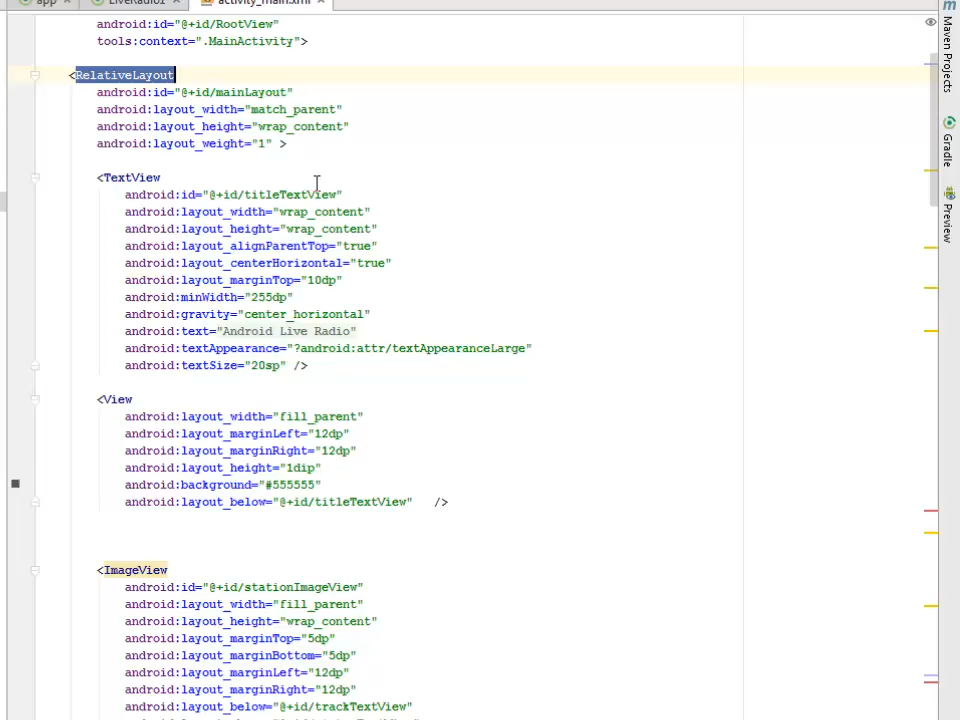 app
LiveRadio1
activity_main.xml
android:id="@+id/RootView"
tools:context=".MainActivity">
<RelativeLayout
android:id="@+id/mainLayout"
android:layout_width="match_parent"
android:layout_height="wrap_content"
android:layout_weight="1" >
<TextView
android:id="@+id/titleTextView"
android:layout_width="wrap_content"
android:layout_height="wrap_content"
android:layout_alignParentTop="true"
android:layout_centerHorizontal="true"
android:layout_marginTop="10dp"
android:minWidth="255dp"
android:gravity="center_horizontal"
android:text="Android Live Radio"
android:textAppearance="?android:attr/textAppearanceLarge"
android:textSize="20sp" />
<View
android:layout_width="fill_parent"
android:layout_marginLeft="12dp"
android:layout_marginRight="12dp"
android:layout_height="1dip"
android:background="#555555"
android:layout_below="@+id/titleTextView" />
<ImageView
android:id="@+id/stationImageView"
android:layout_width="fill_parent"
android:layout_height="wrap_content"
android:layout_marginTop="5dp"
android:layout_marginBottom="5dp"
android:layout_marginLeft="12dp"
android:layout_marginRight="12dp"
android:layout_below="@+id/trackTextView"
m
Maven Projects
Gradle
Preview